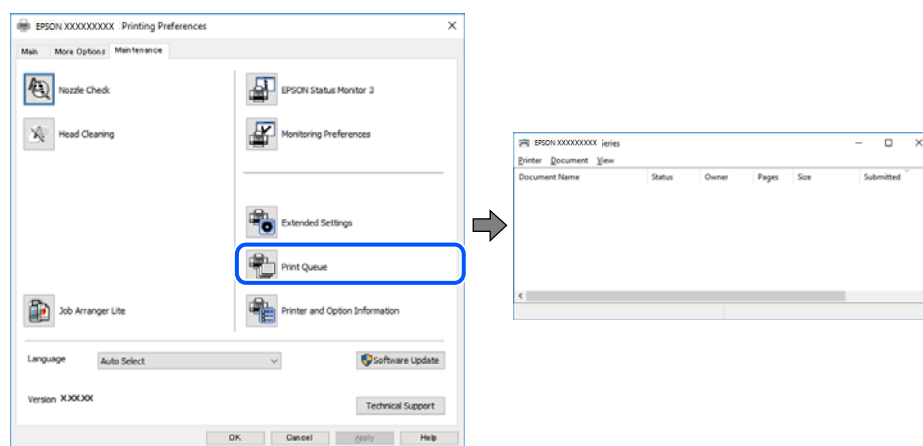 EPSON XXXXXXXXX Printing Preferences
Main More Options Maintenance
Nozzle Check
EPSON Status Monitor 3
Head Cleaning
Monitoring Preferences
Extended Settings
Print Queue
Job Arranger Lite
Printer and Option Information
Language Auto Select
Software Update
Version X.XX.XX
Technical Support
OK Cancel Apply Help
EPSON XXXXXXXXX ieries
Printer Document View
Document Name Status Owner Pages Size Submitted